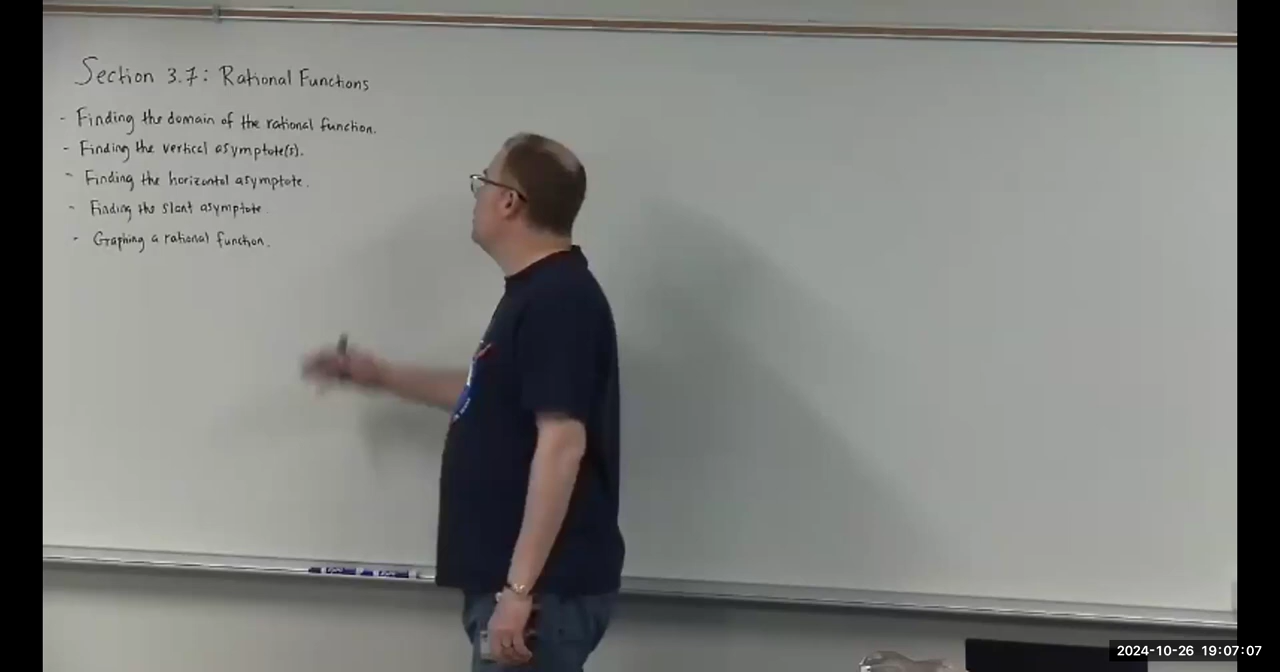 Section 3.7: Rational Functions
- Finding the domain of the rational function.
- Finding the vertical asymptote(s).
- Finding the horizontal asymptote.
- Finding the slant asymptote.
- Graphing a rational function.
2024-10-26 19:07:07